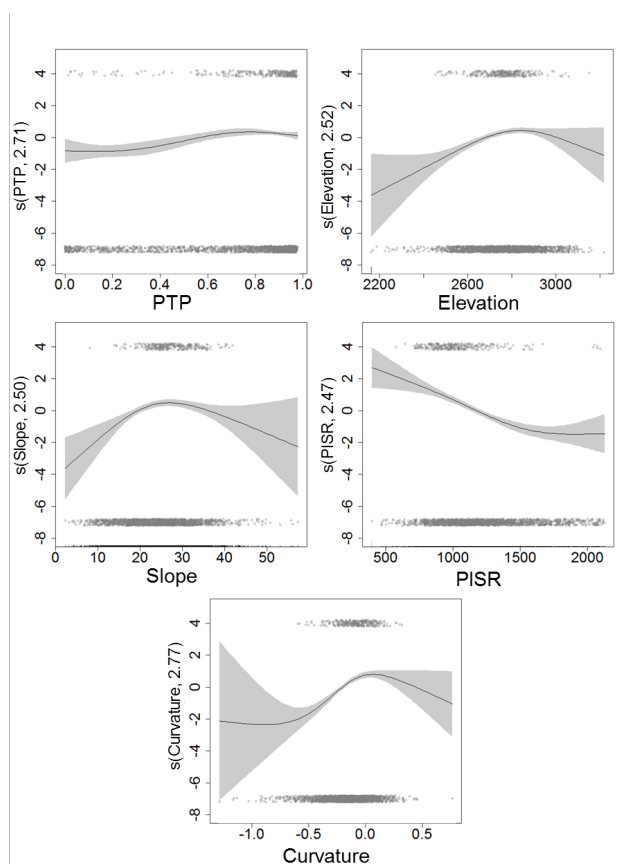 s(PTP, 2.71)
4
2
0
-2
-4
-6
-8
0.0 0.2 0.4 0.6 0.8 1.0
PTP
s(Elevation, 2.52)
4
2
0
-2
-4
-6
-8
2200 2600 3000
Elevation
s(Slope, 2.50)
4
2
0
-2
-4
-6
-8
0 10 20 30 40 50
Slope
s(PISR, 2.47)
4
2
0
-2
-4
-6
-8
500 1000 1500 2000
PISR
s(Curvature, 2.77)
4
2
0
-2
-4
-6
-8
-1.0 -0.5 0.0 0.5
Curvature